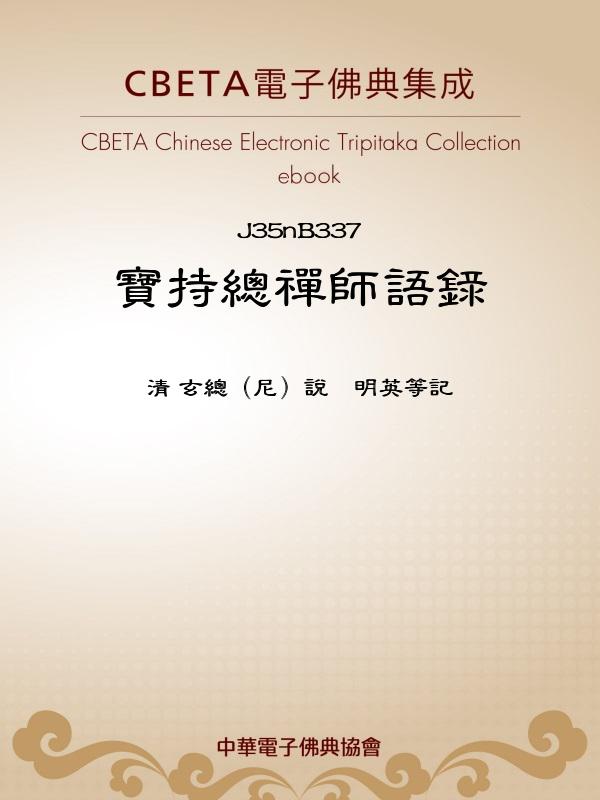 CBETA電子佛典集成
CBETA Chinese Electronic Tripitaka Collection
ebook
J35nB337
寶持總禪師語錄
清 玄總（尼）說　明英等記
中華電子佛典協會